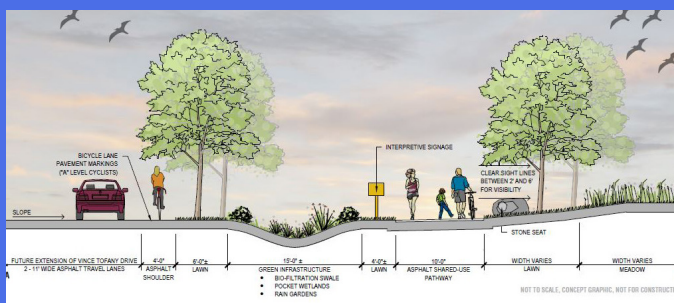 BICYCLE LANE
PAVEMENT MARKINGS
("A" LEVEL CYCLISTS)
INTERPRETIVE SIGNAGE
CLEAR SIGHT LINES
BETWEEN 2' AND 6'
FOR VISIBILITY
SLOPE
STONE SEAT
FUTURE EXTENSION OF VINCE TOFANY DRIVE
2 - 11' WIDE ASPHALT TRAVEL LANES
4'-0"
ASPHALT
SHOULDER
6'-0"±
LAWN
15'-0" ±
GREEN INFRASTRUCTURE
• BIO-FILTRATION SWALE
• POCKET WETLANDS
• RAIN GARDENS
4'-0"±
LAWN
10'-0"
ASPHALT SHARED-USE
PATHWAY
WIDTH VARIES
LAWN
WIDTH VARIES
MEADOW
A
NOT TO SCALE, CONCEPT GRAPHIC, NOT FOR CONSTRUCT